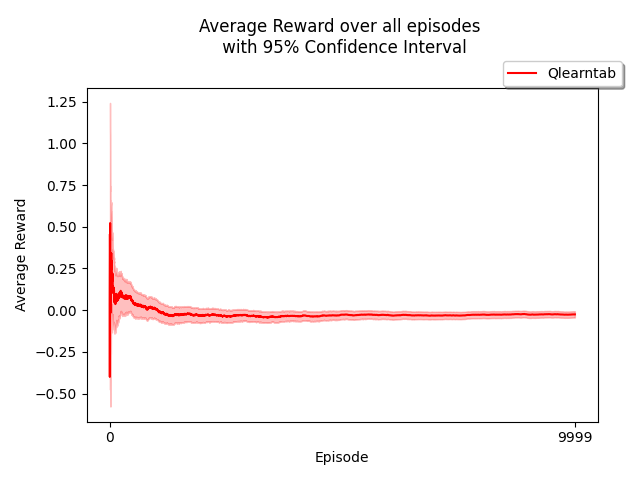 Average Reward over all episodes
with 95% Confidence Interval
Qlearntab
1.25
1.00
0.75
0.50
0.25
0.00
−0.25
−0.50
Average Reward
0
9999
Episode